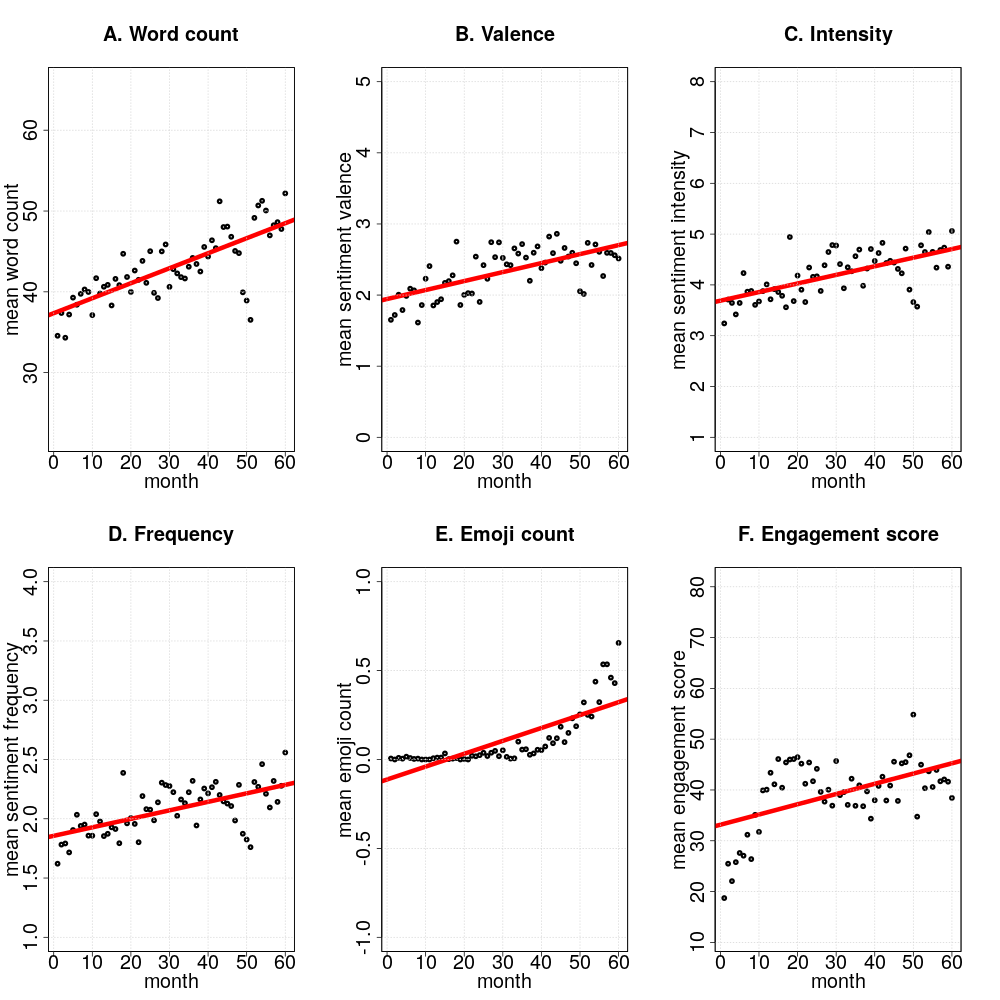 A. Word count
B. Valence
C. Intensity
mean word count
60
50
40
30
0 10 20 30 40 50 60
month
mean sentiment valence
5
4
3
2
1
0
0 10 20 30 40 50 60
month
mean sentiment intensity
8
7
6
5
4
3
2
1
0 10 20 30 40 50 60
month
D. Frequency
E. Emoji count
F. Engagement score
mean sentiment frequency
4.0
3.5
3.0
2.5
2.0
1.5
1.0
0 10 20 30 40 50 60
month
mean emoji count
1.0
0.5
0.0
-0.5
-1.0
0 10 20 30 40 50 60
month
mean engagement score
80
70
60
50
40
30
20
10
0 10 20 30 40 50 60
month